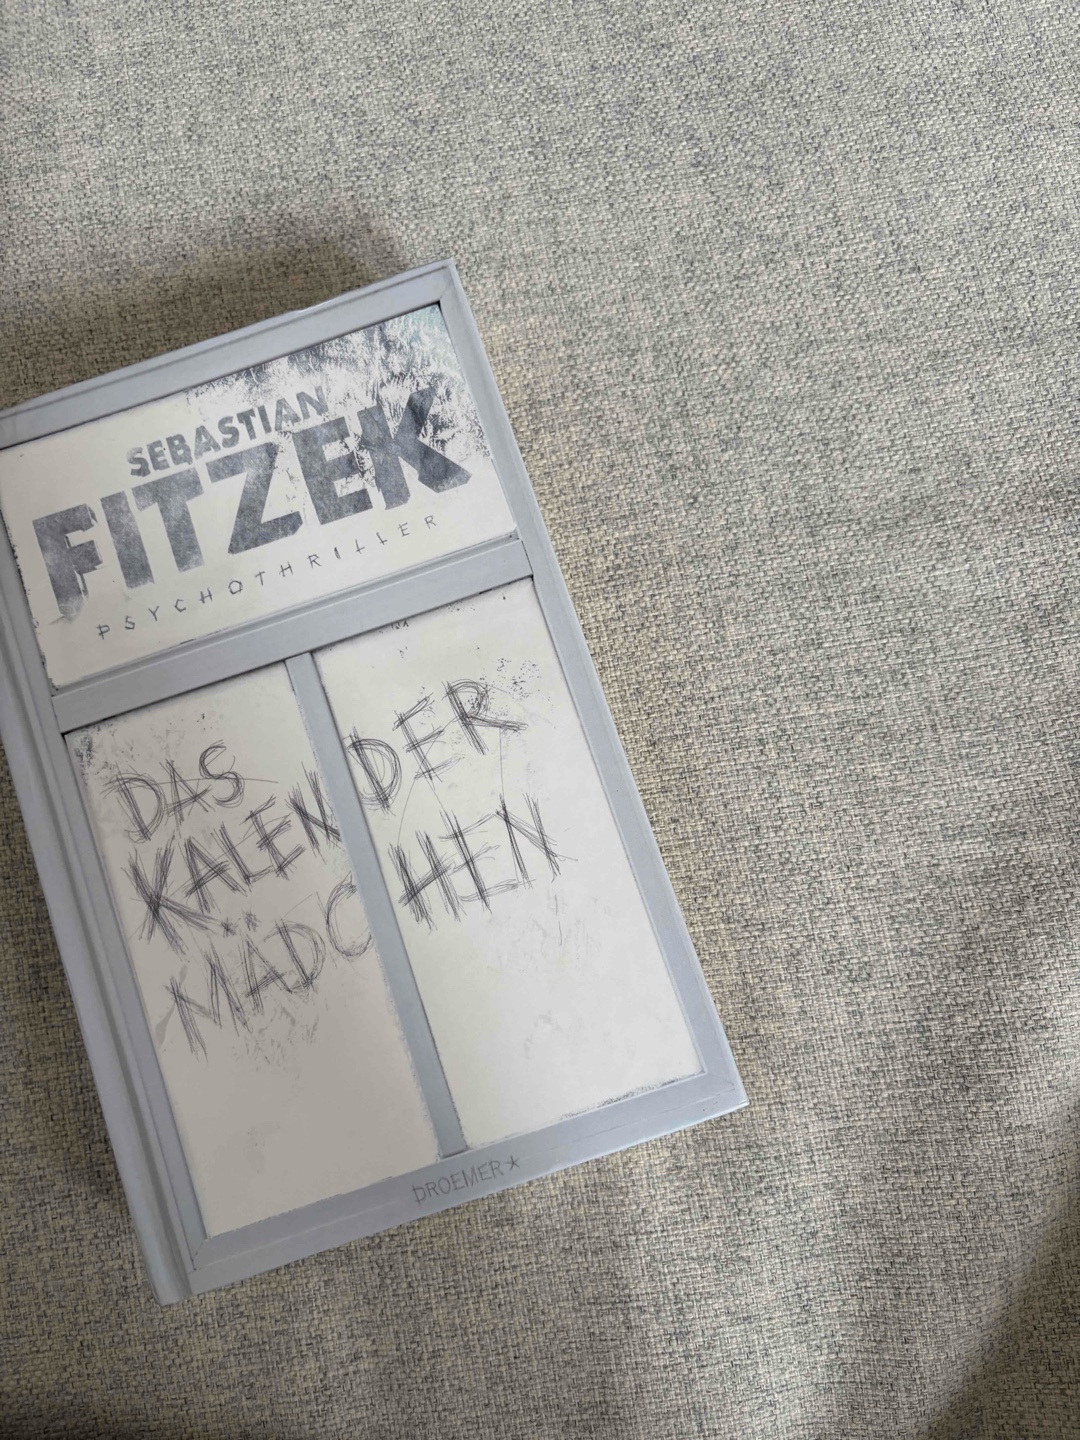 SEBASTIAN
FITZEK
PSYCHOTHRILLER
DAS
KALENDER
MÄDCHEN
DROEMER★